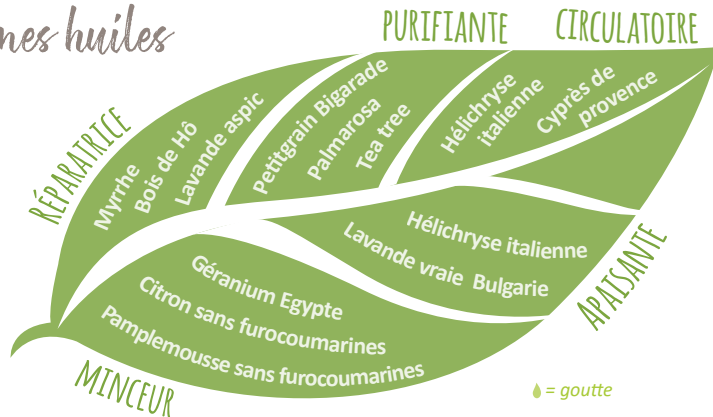 nes huiles
PURIFIANTE
CIRCULATOIRE
RÉPARATRICE
Myrrhe
Bois de Hô
Lavande aspic
Petitgrain Bigarade
Palmarosa
Tea tree
Hélichryse
italienne
Cyprès de
provence
Hélichryse italienne
Lavande vraie Bulgarie
APAISANTE
Géranium Egypte
Citron sans furocoumarines
Pamplemousse sans furocoumarines
MINCEUR
= goutte